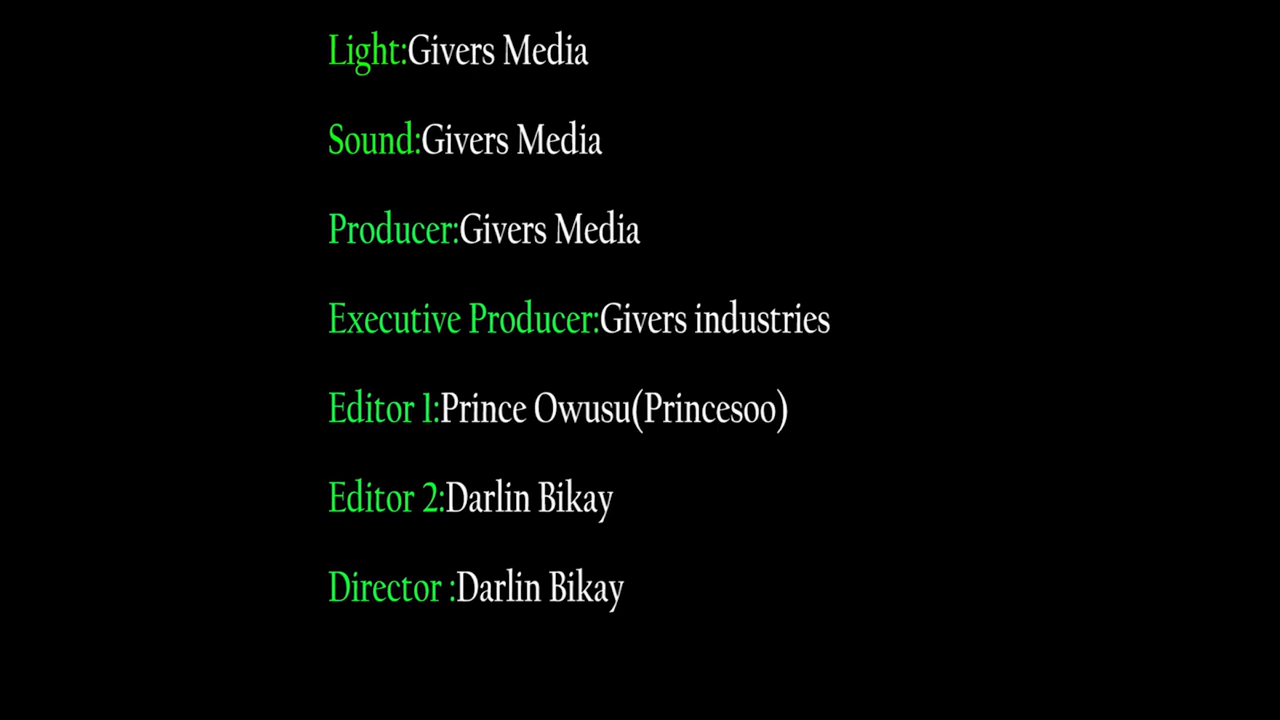 Light:Givers Media
Sound:Givers Media
Producer:Givers Media
Executive Producer:Givers industries
Editor 1:Prince Owusu(Princesoo)
Editor 2:Darlin Bikay
Director :Darlin Bikay